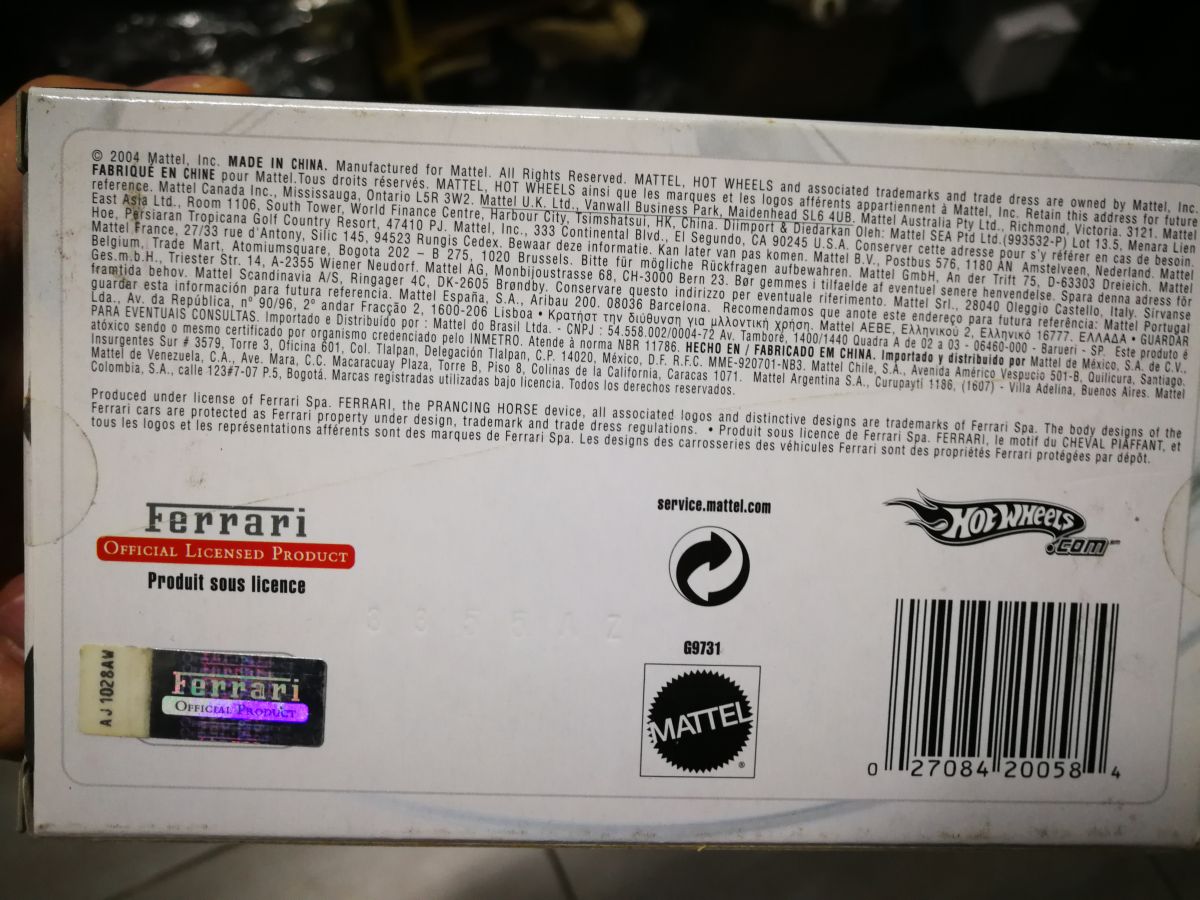 © 2004 Mattel, Inc. MADE IN CHINA. Manufactured for Mattel. All Rights Reserved. MATTEL, HOT WHEELS and associated trademarks and trade dress are owned by Mattel, Inc.
FABRIQUÉ EN CHINE pour Mattel.Tous droits réservés. MATTEL, HOT WHEELS ainsi que les marques et les logos afférents appartiennent à Mattel, Inc. Retain this address for future
reference. Mattel Canada Inc., Mississauga, Ontario L5R 3W2. Mattel U.K. Ltd., Vanwall Business Park, Maidenhead SL6 4UB. Mattel Australia Pty Ltd., Richmond, Victoria. 3121. Mattel
East Asia Ltd., Room 1106, South Tower, World Finance Centre, Harbour City, Tsimshatsui, HK, China. Diimport & Diedarkan Oleh: Mattel SEA Ptd Ltd.(993532-P) Lot 13.5, Menara Lien
Hoe, Persiaran Tropicana Golf Country Resort, 47410 PJ. Mattel, Inc., 333 Continental Blvd., El Segundo, CA 90245 U.S.A. Conserver cette adresse pour s'y référer en cas de besoin.
Mattel France, 27/33 rue d'Antony, Silic 145, 94523 Rungis Cedex. Bewaar deze informatie. Kan later van pas komen. Mattel B.V., Postbus 576, 1180 AN Amstelveen, Nederland. Mattel
Belgium, Trade Mart, Atomiumsquare, Bogota 202 – B 275, 1020 Brussels. Bitte für mögliche Rückfragen aufbewahren. Mattel GmbH, An der Trift 75, D-63303 Dreieich. Mattel
Ges.m.b.H., Triester Str. 14, A-2355 Wiener Neudorf. Mattel AG, Monbijoustrasse 68, CH-3000 Bern 23. Bør gemmes i tilfælde af eventuel senere henvendelse. Spara denna adress för
framtida behov. Mattel Scandinavia A/S, Ringager 4C, DK-2605 Brøndby. Conservare questo indirizzo per eventuale riferimento. Mattel Srl., 28040 Oleggio Castello, Italy. Sírvanse
guardar esta información para futura referencia. Mattel España, S.A., Aribau 200. 08036 Barcelona. Recomendamos que anote este endereço para futura referência: Mattel Portugal
Lda., Av. da República, nº 90/96, 2º andar Fracção 2, 1600-206 Lisboa • Κρατήστ την διύθυνση για μλλοντική χρήση. Mattel AEBE, Ελληνικού 2, Ελληνικό 16777. ΕΛΛΑΔΑ • GUARDAR
PARA EVENTUAIS CONSULTAS. Importado e Distribuído por : Mattel do Brasil Ltda. - CNPJ : 54.558.002/0004-72 Av. Tamboré, 1400/1440 Quadra A de 02 a 03 - 06460-000 - Barueri - SP. Este produto é
atóxico sendo o mesmo certificado por organismo credenciado pelo INMETRO. Atende à norma NBR 11786. HECHO EN / FABRICADO EM CHINA. Importado y distribuido por Mattel de México, S.A. de C.V.,
Insurgentes Sur # 3579, Torre 3, Oficina 601, Col. Tlalpan, Delegación Tlalpan, C.P. 14020, México, D.F. R.F.C. MME-920701-NB3. Mattel Chile, S.A., Avenida Américo Vespucio 501-B, Quilicura, Santiago.
Mattel de Venezuela, C.A., Ave. Mara, C.C. Macaracuay Plaza, Torre B, Piso 8, Colinas de la California, Caracas 1071. Mattel Argentina S.A., Curupaytí 1186, (1607) - Villa Adelina, Buenos Aires. Mattel
Colombia, S.A., calle 123#7-07 P.5, Bogotá. Marcas registradas utilizadas bajo licencia. Todos los derechos reservados.
Produced under license of Ferrari Spa. FERRARI, the PRANCING HORSE device, all associated logos and distinctive designs are trademarks of Ferrari Spa. The body designs of the
Ferrari cars are protected as Ferrari property under design, trademark and trade dress regulations. • Produit sous licence de Ferrari Spa. FERRARI, le motif du CHEVAL PIAFFANT, et
tous les logos et les représentations afférents sont des marques de Ferrari Spa. Les designs des carrosseries des véhicules Ferrari sont des propriétés Ferrari protégées par dépôt.
Ferrari
OFFICIAL LICENSED PRODUCT
Produit sous licence
service.mattel.com
HOT WHEELS
.com
G9731
MATTEL
®
AJ1028AW
Ferrari
OFFICIAL PRODUCT
0 27084 20058 4